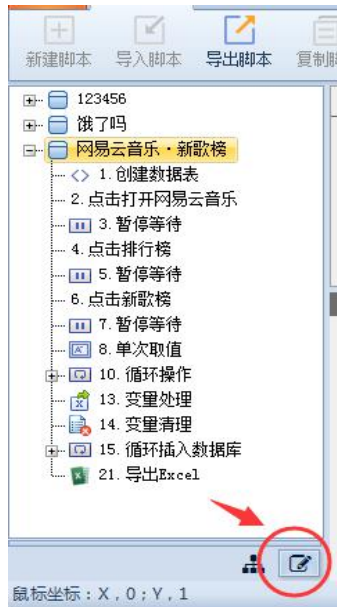 新建脚本 导入脚本 导出脚本 复制
123456
饿了吗
网易云音乐·新歌榜
1. 创建数据表
2. 点击打开网易云音乐
3. 暂停等待
4. 点击排行榜
5. 暂停等待
6. 点击新歌榜
7. 暂停等待
8. 单次取值
10. 循环操作
13. 变量处理
14. 变量清理
15. 循环插入数据库
21. 导出Excel
鼠标坐标：X，0；Y，1